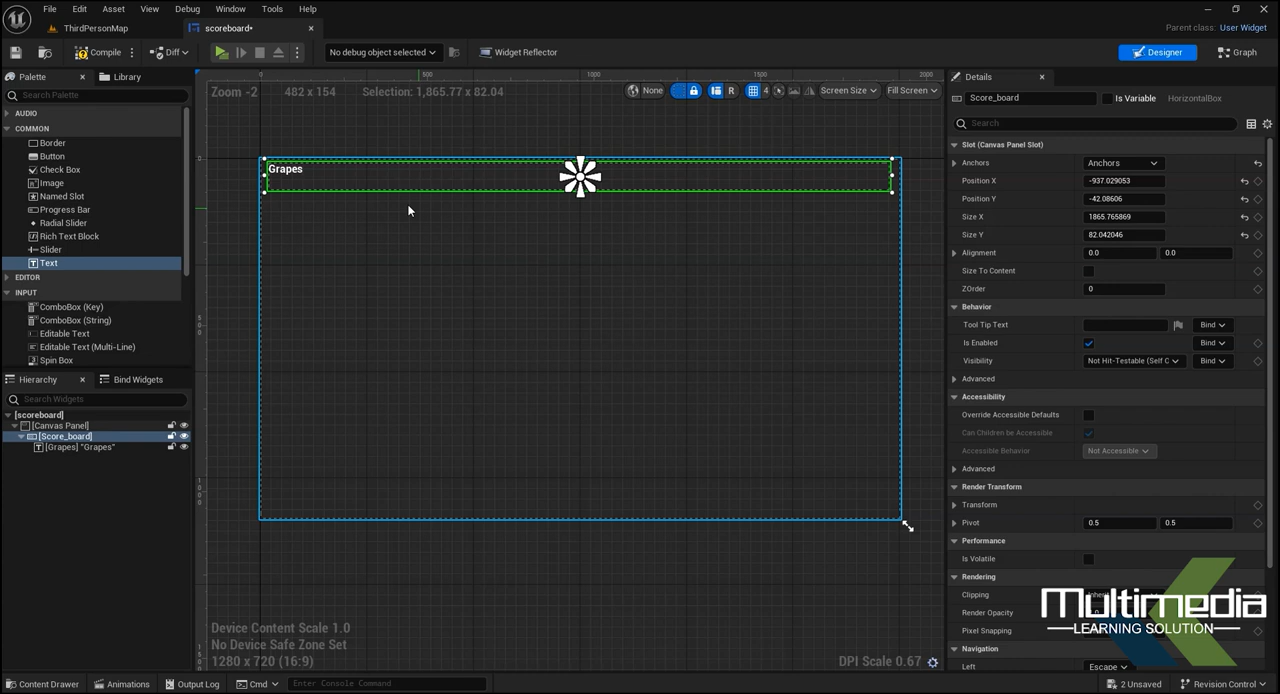 File Edit Asset View Debug Window Tools Help
ThirdPersonMap
scoreboard•
Parent class: User Widget
Compile
Diff
No debug object selected
Widget Reflector
Designer
Graph
Palette
Library
Search Palette
AUDIO
COMMON
Border
Button
Check Box
Image
Named Slot
Progress Bar
Radial Slider
Rich Text Block
Slider
Text
EDITOR
INPUT
ComboBox (Key)
ComboBox (String)
Editable Text
Editable Text (Multi-Line)
Spin Box
Hierarchy
Bind Widgets
Search Widgets
[scoreboard]
[Canvas Panel]
[Score_board]
[Grapes] "Grapes"
0 500 1000 1500 2000
Zoom -2
482 x 154
Selection: 1,865.77 x 82.04
None
R
4
Screen Size
Fill Screen
0
Grapes
5
0
0
1
0
0
0
1
5
0
Device Content Scale 1.0
No Device Safe Zone Set
1280 x 720 (16:9)
DPI Scale 0.67
Details
Score_board
Is Variable
HorizontalBox
Search
Slot (Canvas Panel Slot)
Anchors
Anchors
Position X
-937.029053
Position Y
-42.08606
Size X
1865.765869
Size Y
82.042046
Alignment
0.0
0.0
Size To Content
ZOrder
0
Behavior
Tool Tip Text
Bind
Is Enabled
Bind
Visibility
Not Hit-Testable (Self C
Bind
Advanced
Accessibility
Override Accessible Defaults
Can Children be Accessible
Accessible Behavior
Not Accessible
Advanced
Render Transform
Transform
Pivot
0.5
0.5
Performance
Is Volatile
Rendering
Clipping
Render Opacity
Pixel Snapping
Navigation
Left
Escape
Multimedia
LEARNING SOLUTION
Content Drawer
Animations
Output Log
Cmd
Enter Console Command
2 Unsaved
Revision Control